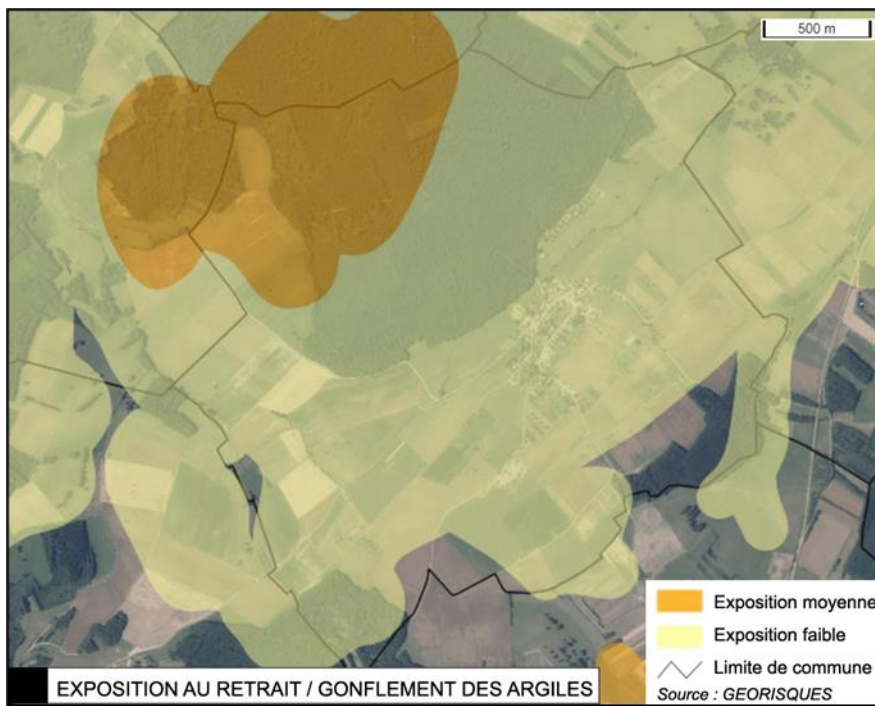 500 m
Exposition moyenne
Exposition faible
Limite de commune
Source : GEORISQUES
EXPOSITION AU RETRAIT / GONFLEMENT DES ARGILES